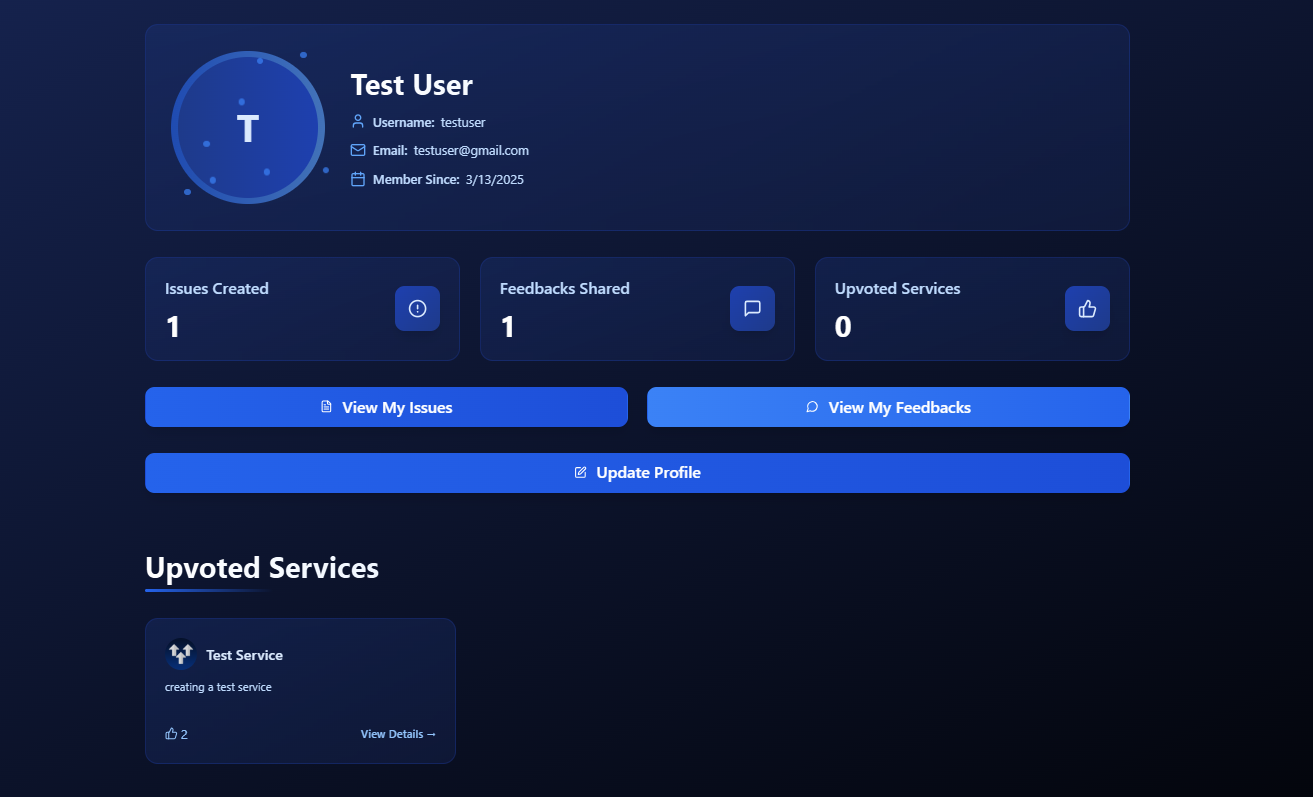 T
Test User
Username: testuser
Email: testuser@gmail.com
Member Since: 3/13/2025
Issues Created
1
Feedbacks Shared
1
Upvoted Services
0
View My Issues
View My Feedbacks
Update Profile
Upvoted Services
Test Service
creating a test service
2
View Details →